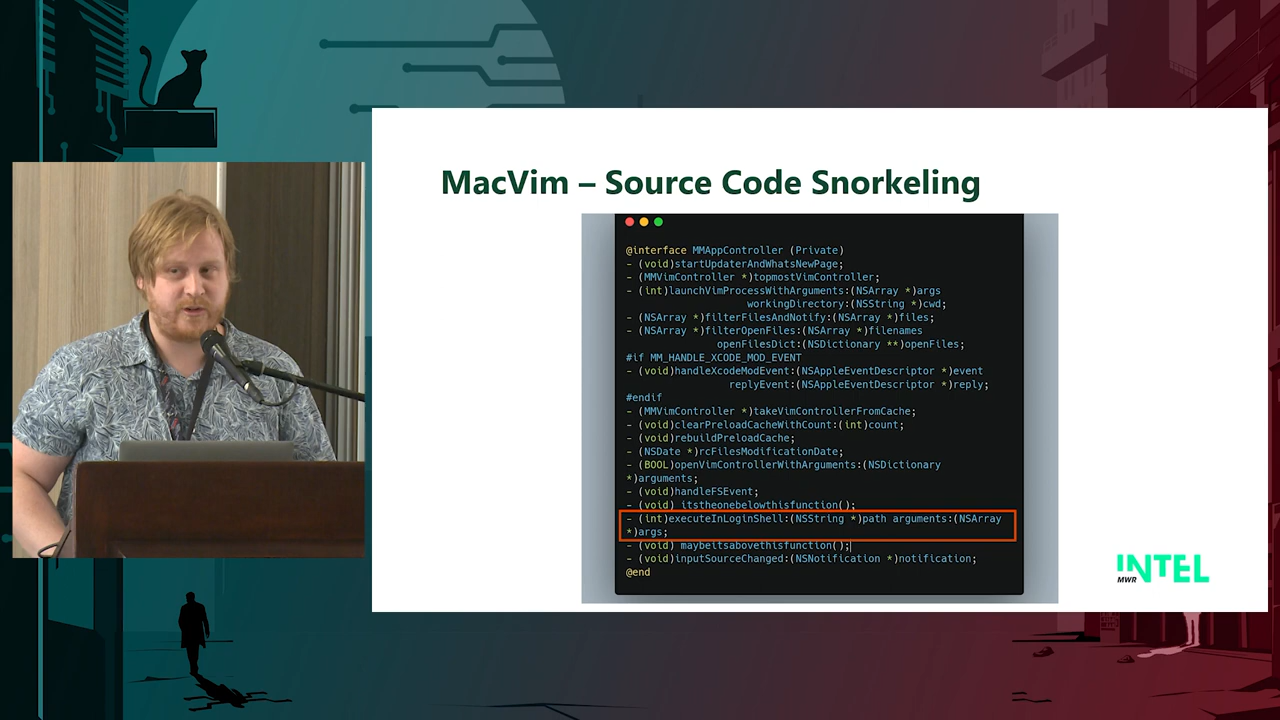 MacVim – Source Code Snorkeling
@interface MMAppController (Private)
- (void)startUpdaterAndWhatsNewPage;
- (MMVimController *)topmostVimController;
- (int)launchVimProcessWithArguments:(NSArray *)args
workingDirectory:(NSString *)cwd;
- (NSArray *)filterFilesAndNotify:(NSArray *)files;
- (NSArray *)filterOpenFiles:(NSArray *)filenames
openFilesDict:(NSDictionary **)openFiles;
#if MM_HANDLE_XCODE_MOD_EVENT
- (void)handleXcodeModEvent:(NSAppleEventDescriptor *)event
replyEvent:(NSAppleEventDescriptor *)reply;
#endif
- (MMVimController *)takeVimControllerFromCache;
- (void)clearPreloadCacheWithCount:(int)count;
- (void)rebuildPreloadCache;
- (NSDate *)rcFilesModificationDate;
- (BOOL)openVimControllerWithArguments:(NSDictionary
*)arguments;
- (void)handleFSEvent;
- (void) itstheonebelowthisfunction();
- (int)executeInLoginShell:(NSString *)path arguments:(NSArray
*)args;
- (void) maybeitsabovethisfunction();
- (void)inputSourceChanged:(NSNotification *)notification;
@end
INTEL
MWR